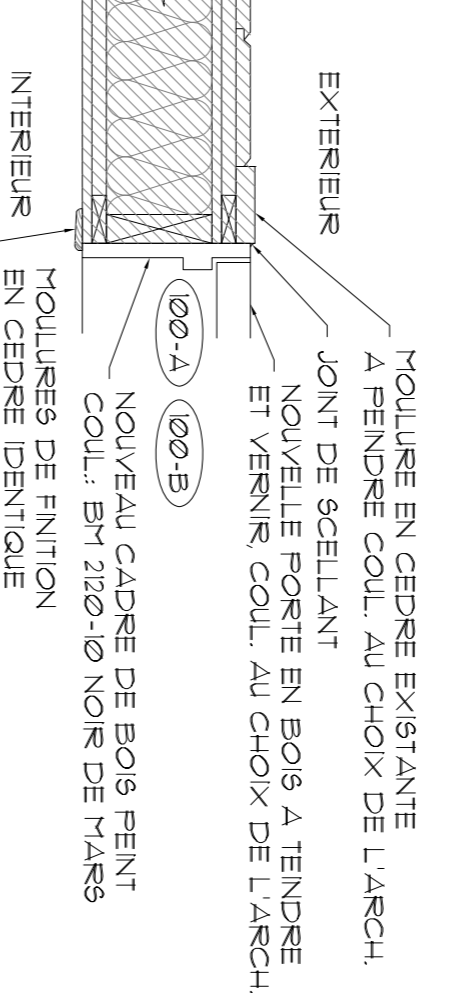 EXTERIEUR
MOULURE EN CEDRE EXISTANTE
A PEINDRE COUL. AU CHOIX DE L'ARCH.
JOINT DE SCELLANT
NOUVELLE PORTE EN BOIS A TEINDRE
ET VERNIR, COUL. AU CHOIX DE L'ARCH.
100-A
100-B
NOUVEAU CADRE DE BOIS PEINT
COUL.: BM 2120-10 NOIR DE MARS
INTERIEUR
MOULURES DE FINITION
EN CEDRE IDENTIQUE